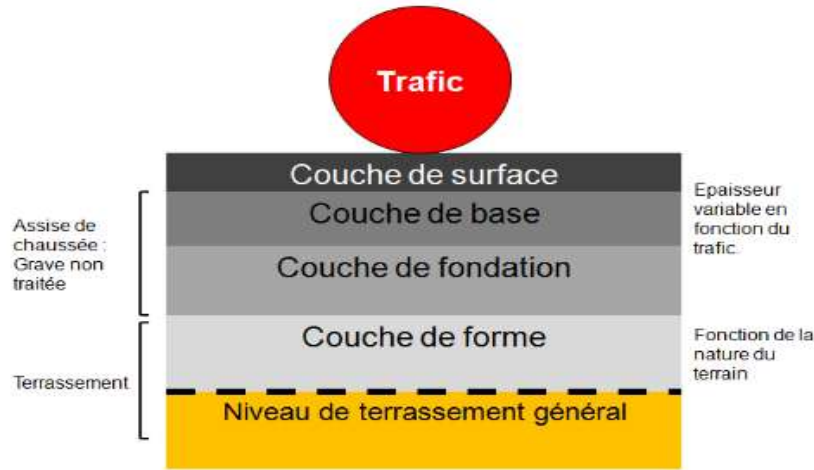 Trafic
Couche de surface
Couche de base
Couche de fondation
Couche de forme
Niveau de terrassement général
Assise de
chaussée :
Grave non
traitée
Terrassement
Epaisseur
variable en
fonction du
trafic.
Fonction de la
nature du
terrain